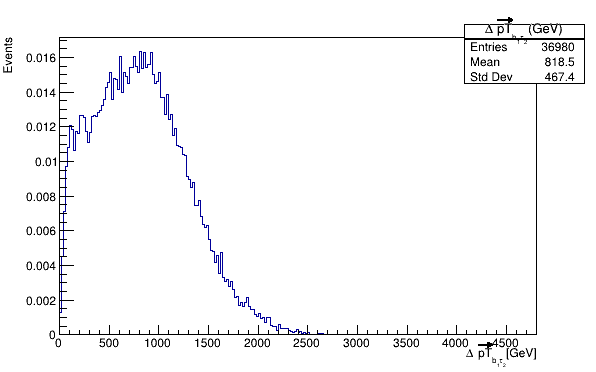 Δ pT b₁τ₂ (GeV)
Entries 36980
Mean 818.5
Std Dev 467.4
Events
0.016
0.014
0.012
0.01
0.008
0.006
0.004
0.002
0
0 500 1000 1500 2000 2500 3000 3500 4000 4500
Δ pT b₁τ₂ [GeV]